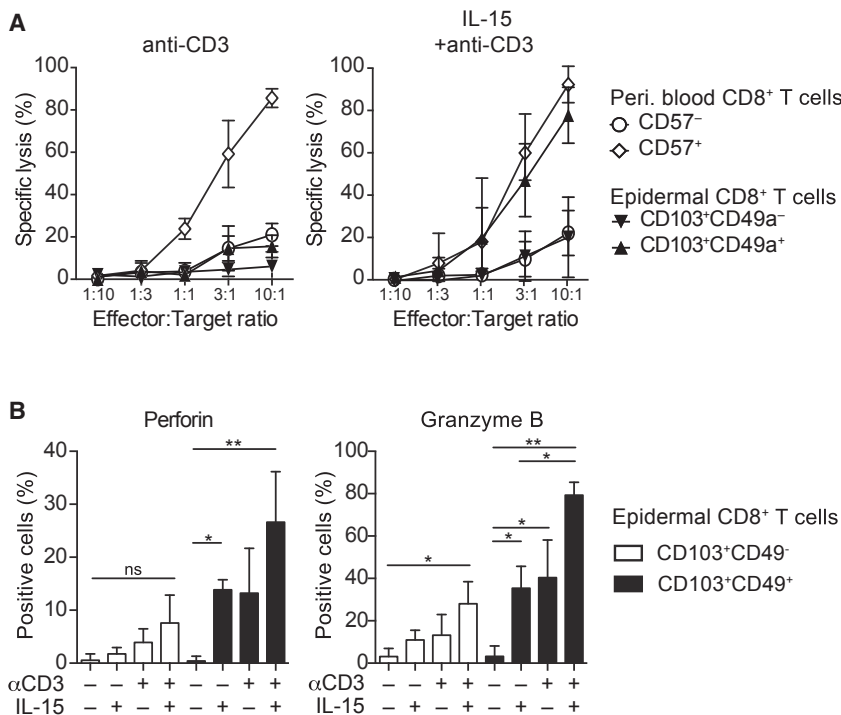 A
anti-CD3
IL-15
+anti-CD3
Specific lysis (%)
100
80
60
40
20
0
1:10 1:3 1:1 3:1 10:1
Effector:Target ratio
Specific lysis (%)
100
80
60
40
20
0
1:10 1:3 1:1 3:1 10:1
Effector:Target ratio
Peri. blood CD8⁺ T cells
CD57⁻
CD57⁺
Epidermal CD8⁺ T cells
CD103⁺CD49a⁻
CD103⁺CD49a⁺
B
Perforin
Positive cells (%)
40
30
20
10
0
ns
*
**
αCD3 – – + + – – + +
IL-15 – + – + – + – +
Granzyme B
Positive cells (%)
100
80
60
40
20
0
*
*
*
**
*
αCD3 – – + + – – + +
IL-15 – + – + – + – +
Epidermal CD8⁺ T cells
CD103⁺CD49⁻
CD103⁺CD49⁺